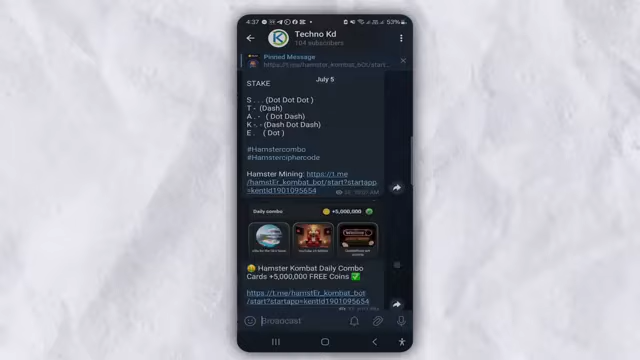 4:37
53%
Techno Kd
104 subscribers
Pinned Message
July 5
STAKE
S . . . (Dot Dot Dot )
T - (Dash)
A . - ( Dot Dash)
K -. - (Dash Dot Dash)
E . ( Dot )
#Hamstercombo
#Hamsterciphercode
Hamster Mining: https://t.me
/hamstEr_kombat_bot/start?startapp
=kentId1901095654
Daily combo
+5,000,000
Hamster Kombat Daily Combo
Cards +5,000,000 FREE Coins
https://t.me/hamstEr_kombat_bot
/start?startapp=kentId1901095654
Broadcast